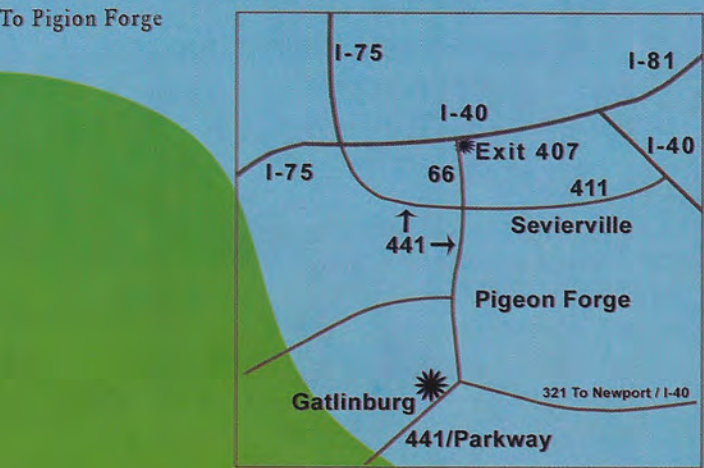 To Pigion Forge
I-75
I-81
I-40
Exit 407
I-40
I-75
66
411
441
Sevierville
Pigeon Forge
321 To Newport / I-40
Gatlinburg
441/Parkway